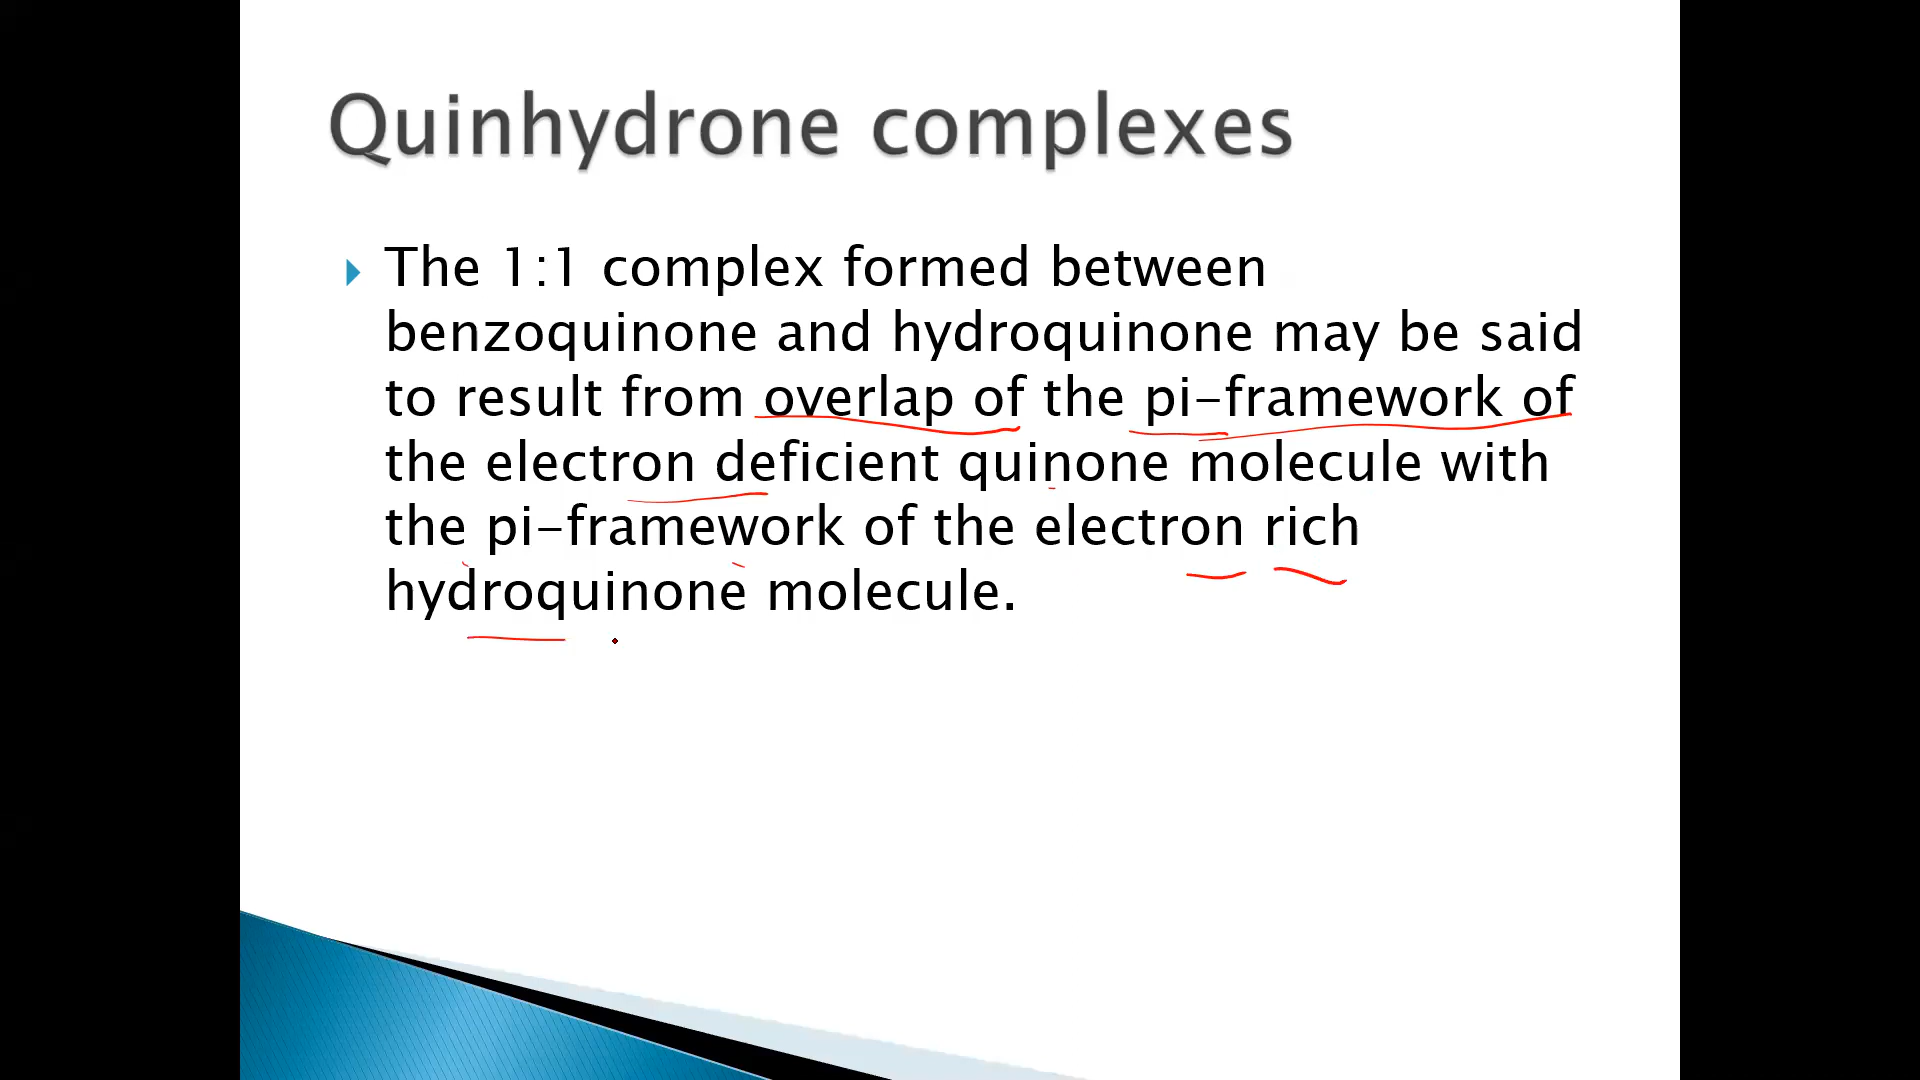 Quinhydrone complexes
The 1:1 complex formed between
benzoquinone and hydroquinone may be said
to result from overlap of the pi-framework of
the electron deficient quinone molecule with
the pi-framework of the electron rich
hydroquinone molecule.